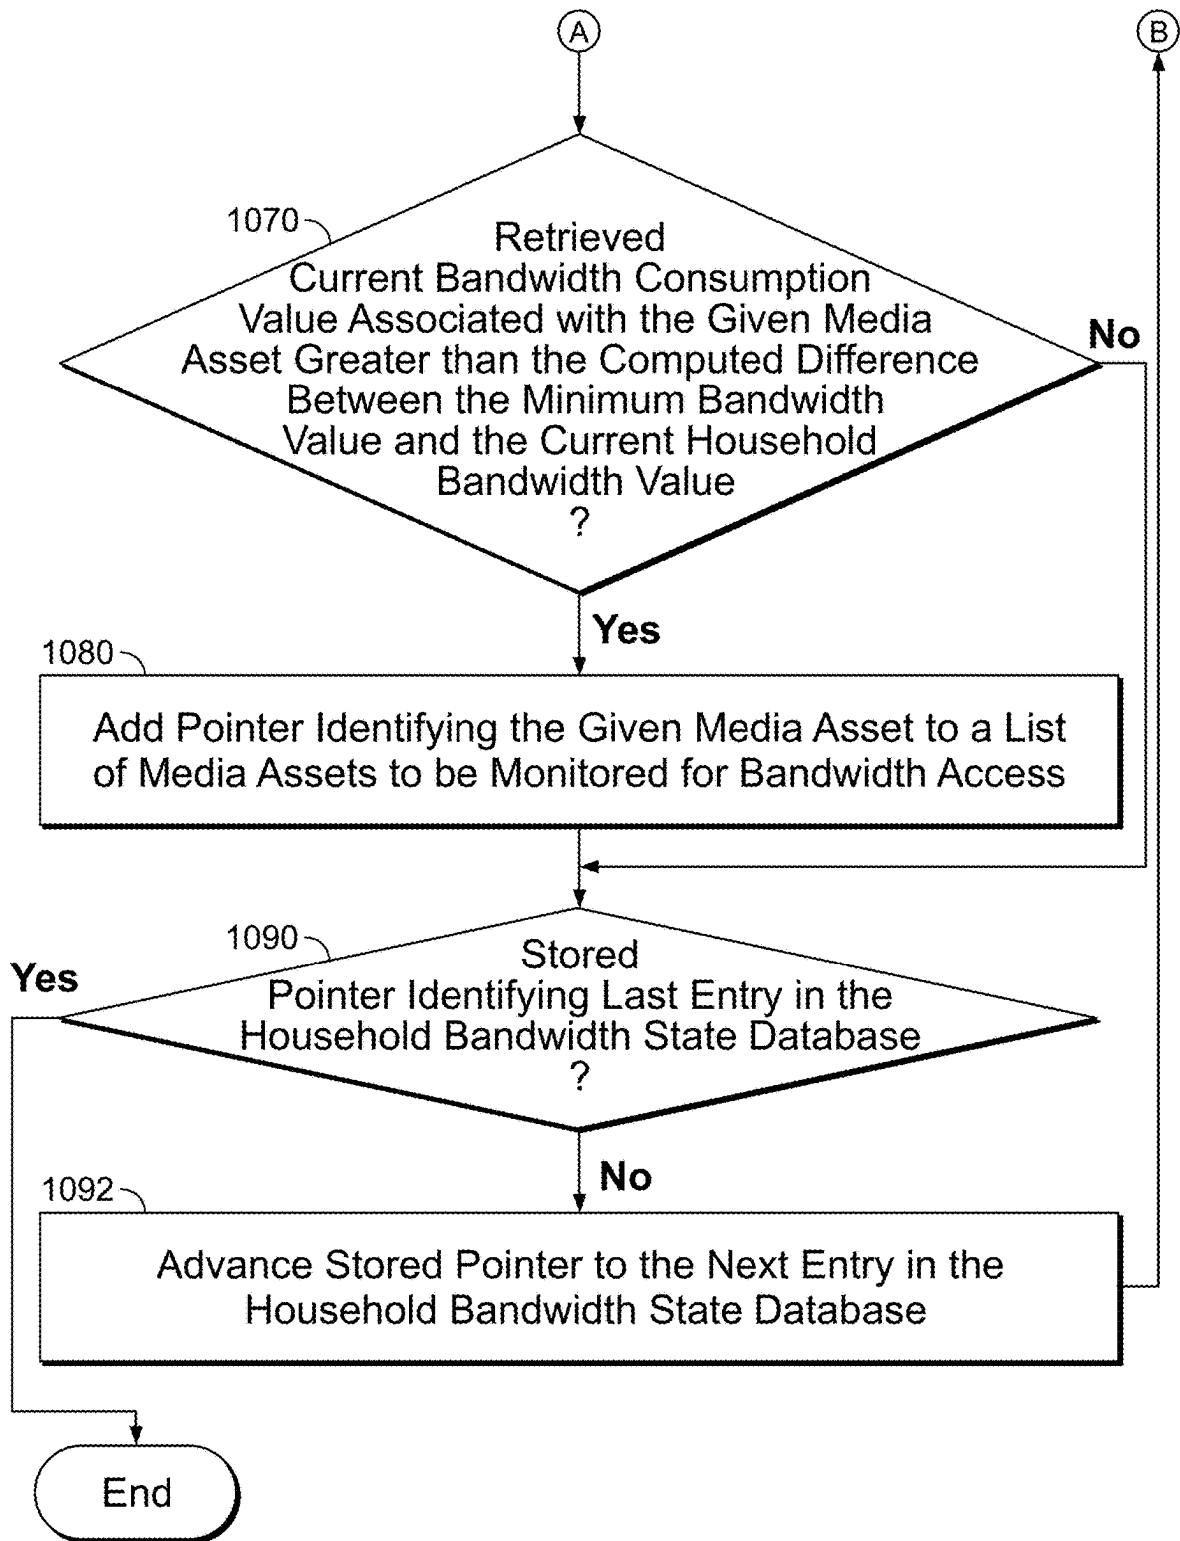 A
B
1070
Retrieved
Current Bandwidth Consumption
Value Associated with the Given Media
Asset Greater than the Computed Difference
Between the Minimum Bandwidth
Value and the Current Household
Bandwidth Value
?
No
Yes
1080
Add Pointer Identifying the Given Media Asset to a List
of Media Assets to be Monitored for Bandwidth Access
1090
Stored
Pointer Identifying Last Entry in the
Household Bandwidth State Database
?
Yes
No
1092
Advance Stored Pointer to the Next Entry in the
Household Bandwidth State Database
End